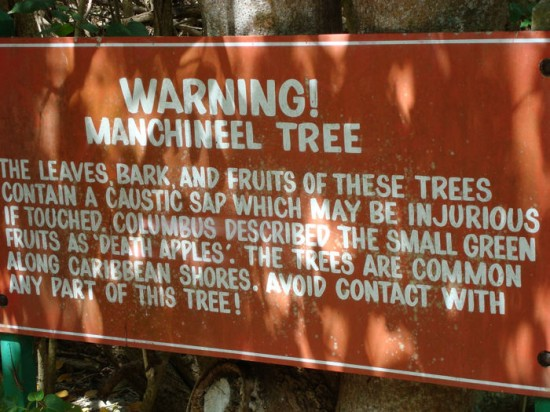 WARNING!
MANCHINEEL TREE
THE LEAVES, BARK, AND FRUITS OF THESE TREES
CONTAIN A CAUSTIC SAP WHICH MAY BE INJURIOUS
IF TOUCHED. COLUMBUS DESCRIBED THE SMALL GREEN
FRUITS AS 'DEATH APPLES'. THE TREES ARE COMMON
ALONG CARIBBEAN SHORES. AVOID CONTACT WITH
ANY PART OF THIS TREE!